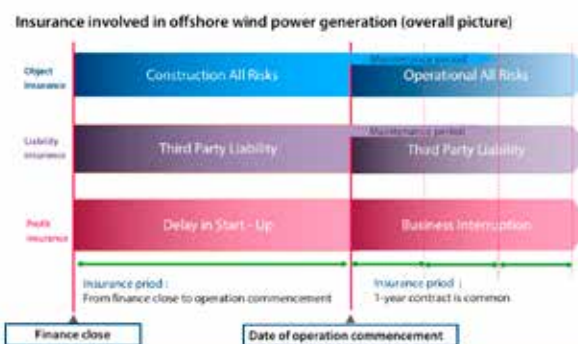 Insurance involved in offshore wind power generation (overall picture)
Object
insurance
Construction All Risks
Maintenance period
Operational All Risks
Liability
insurance
Third Party Liability
Maintenance period
Third Party Liability
Profit
insurance
Delay in Start - Up
Business Interruption
Insurance priod :
From finance close to operation commencement
Insurance priod :
1-year contract is common
Finance close
Date of operation commencement